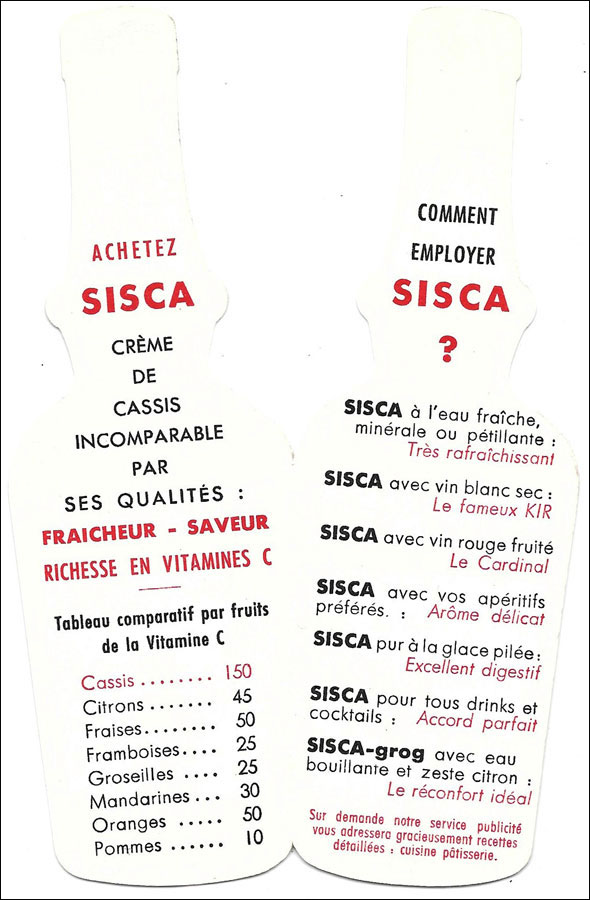 ACHETEZ
SISCA
CRÈME
DE
CASSIS
INCOMPARABLE
PAR
SES QUALITÉS :
FRAICHEUR - SAVEUR
RICHESSE EN VITAMINES C
Tableau comparatif par fruits
de la Vitamine C
Cassis ........ 150
Citrons ....... 45
Fraises........ 50
Framboises.... 25
Groseilles .... 25
Mandarines... 30
Oranges ..... 50
Pommes ...... 10
COMMENT
EMPLOYER
SISCA
?
SISCA à l'eau fraîche,
minérale ou pétillante :
Très rafraîchissant
SISCA avec vin blanc sec :
Le fameux KIR
SISCA avec vin rouge fruité
Le Cardinal
SISCA avec vos apéritifs
préférés. : Arôme délicat
SISCA pur à la glace pilée:
Excellent digestif
SISCA pour tous drinks et
cocktails : Accord parfait
SISCA-grog avec eau
bouillante et zeste citron :
Le réconfort idéal
Sur demande notre service publicité
vous adressera gracieusement recettes
détaillées : cuisine pâtisserie.